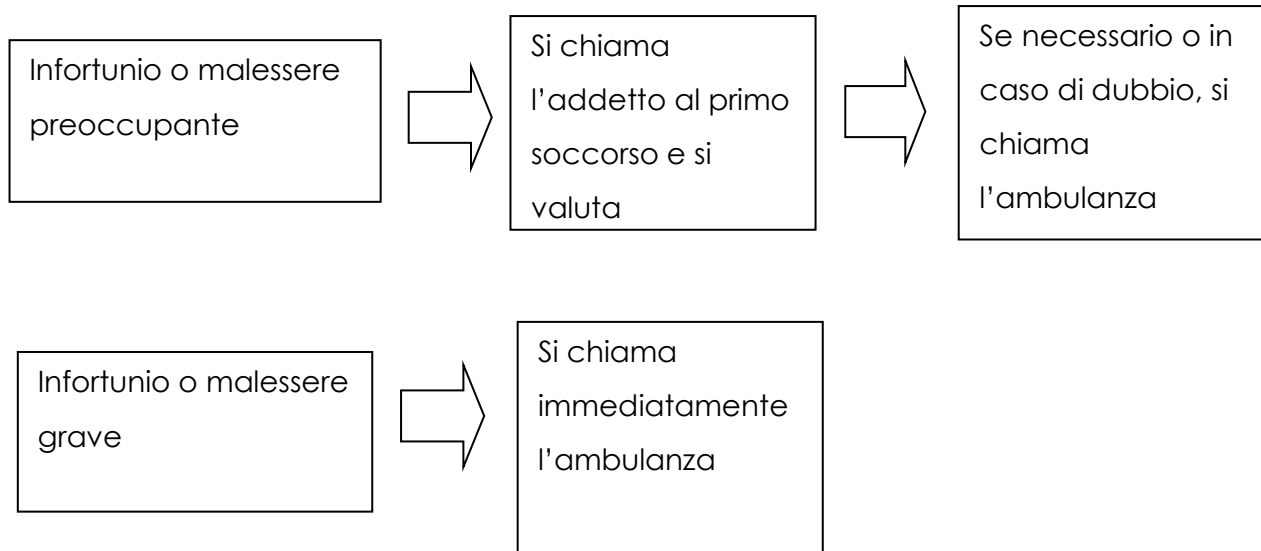 Infortunio o malessere
preoccupante
Si chiama
l’addetto al primo
soccorso e si
valuta
Se necessario o in
caso di dubbio, si
chiama
l’ambulanza
Infortunio o malessere
grave
Si chiama
immediatamente
l’ambulanza